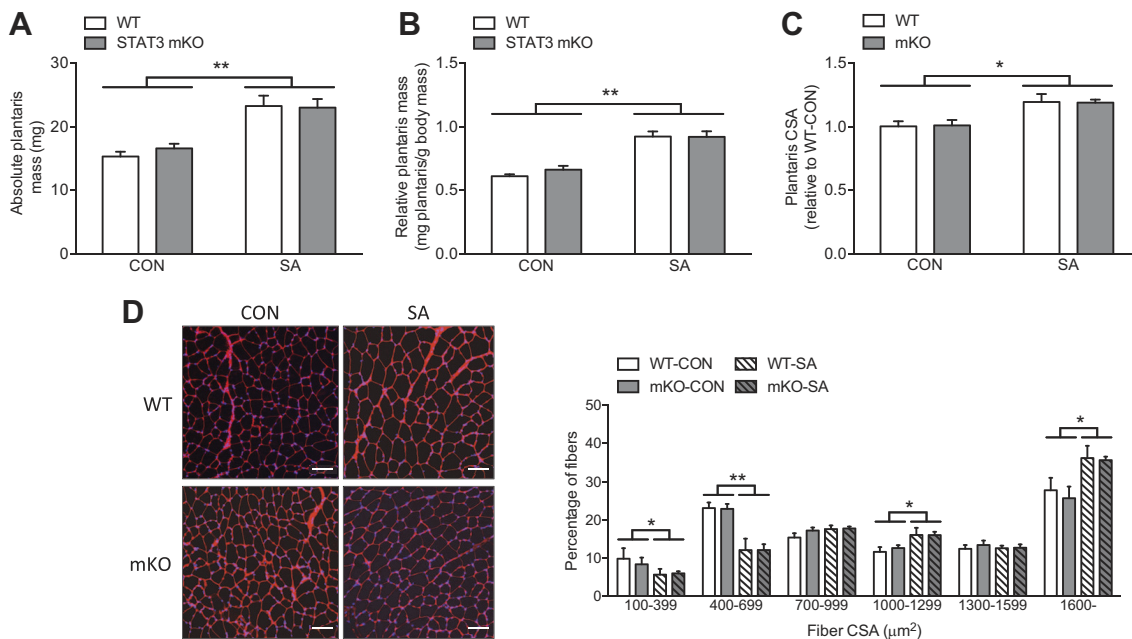 A
WT
STAT3 mKO
**
Absolute plantaris
mass (mg)
30
20
10
0
CON
SA
B
WT
STAT3 mKO
**
Relative plantaris mass
(mg plantaris/g body mass)
1.5
1.0
0.5
0.0
CON
SA
C
WT
mKO
*
Plantaris CSA
(relative to WT-CON)
1.5
1.0
0.5
0.0
CON
SA
D
CON
SA
WT
mKO
WT-CON
WT-SA
mKO-CON
mKO-SA
Percentage of fibers
50
40
30
20
10
0
*
**
*
*
100-399
400-699
700-999
1000-1299
1300-1599
1600-
Fiber CSA (μm²)